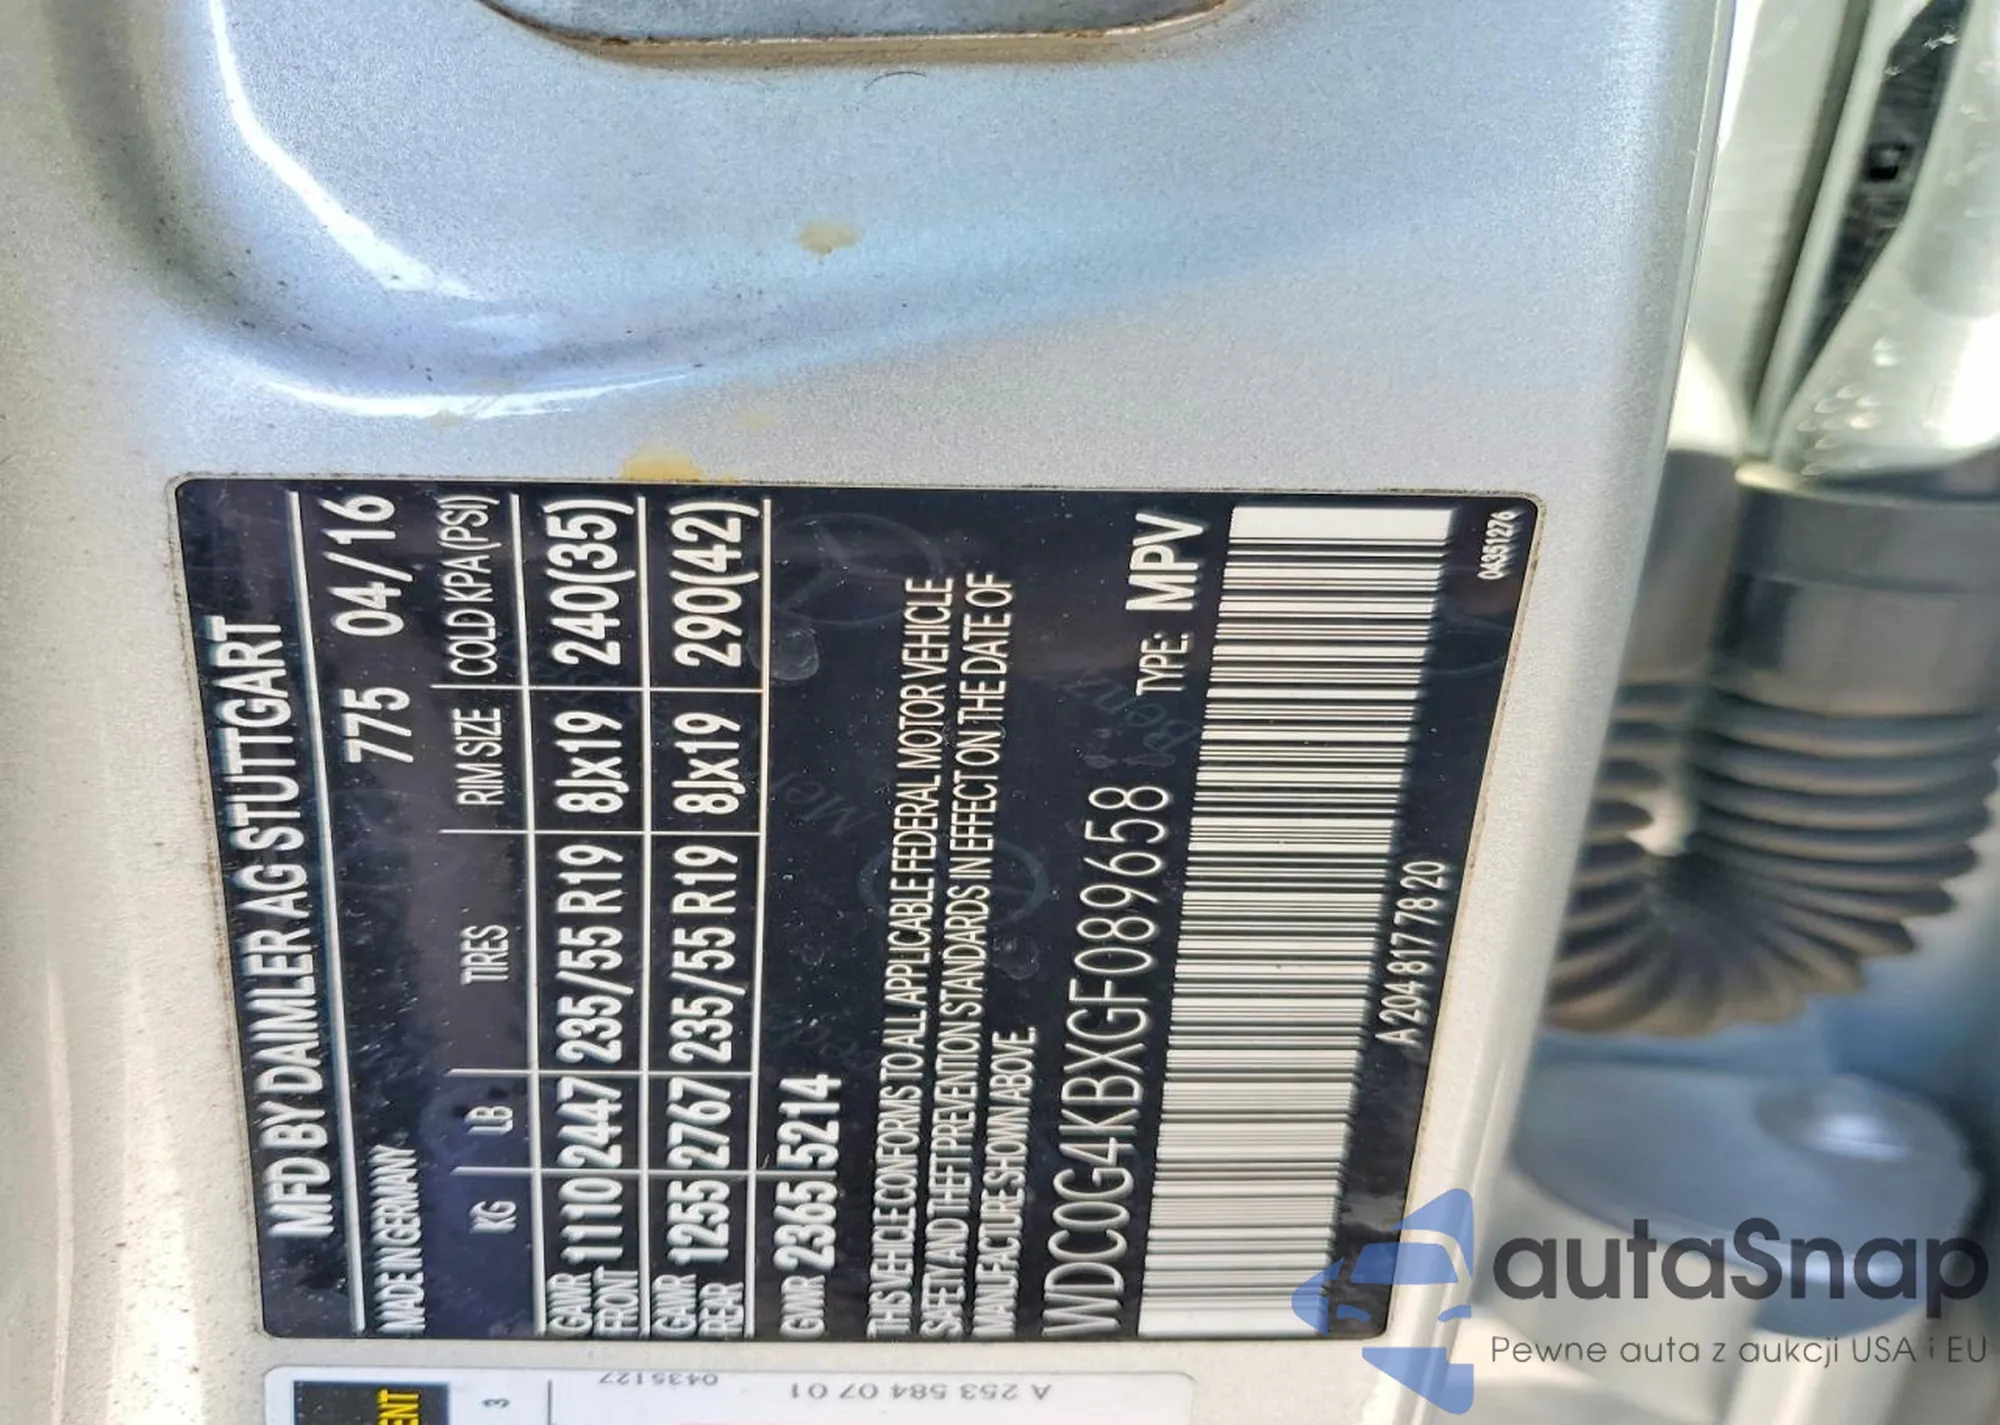 MFD BY DAIMLER AG STUTTGART
MADE IN GERMANY 775 04/16
KG LB TIRES RIM SIZE COLD KPA(PSI)
GAWR FRONT 1110 2447 235/55 R19 8Jx19 240(35)
GAWR REAR 1255 2767 235/55 R19 8Jx19 290(42)
GVWR 2365 5214
THIS VEHICLE CONFORMS TO ALL APPLICABLE FEDERAL MOTOR VEHICLE
SAFETY AND THEFT PREVENTION STANDARDS IN EFFECT ON THE DATE OF
MANUFACTURE SHOWN ABOVE.
WDC0G4KBXGF089658 TYPE: MPV
A 204 817 78 20
04351276
A 253 584 07 01
0435127
3
ENT
autaSnap
Pewne auta z aukcji USA i EU